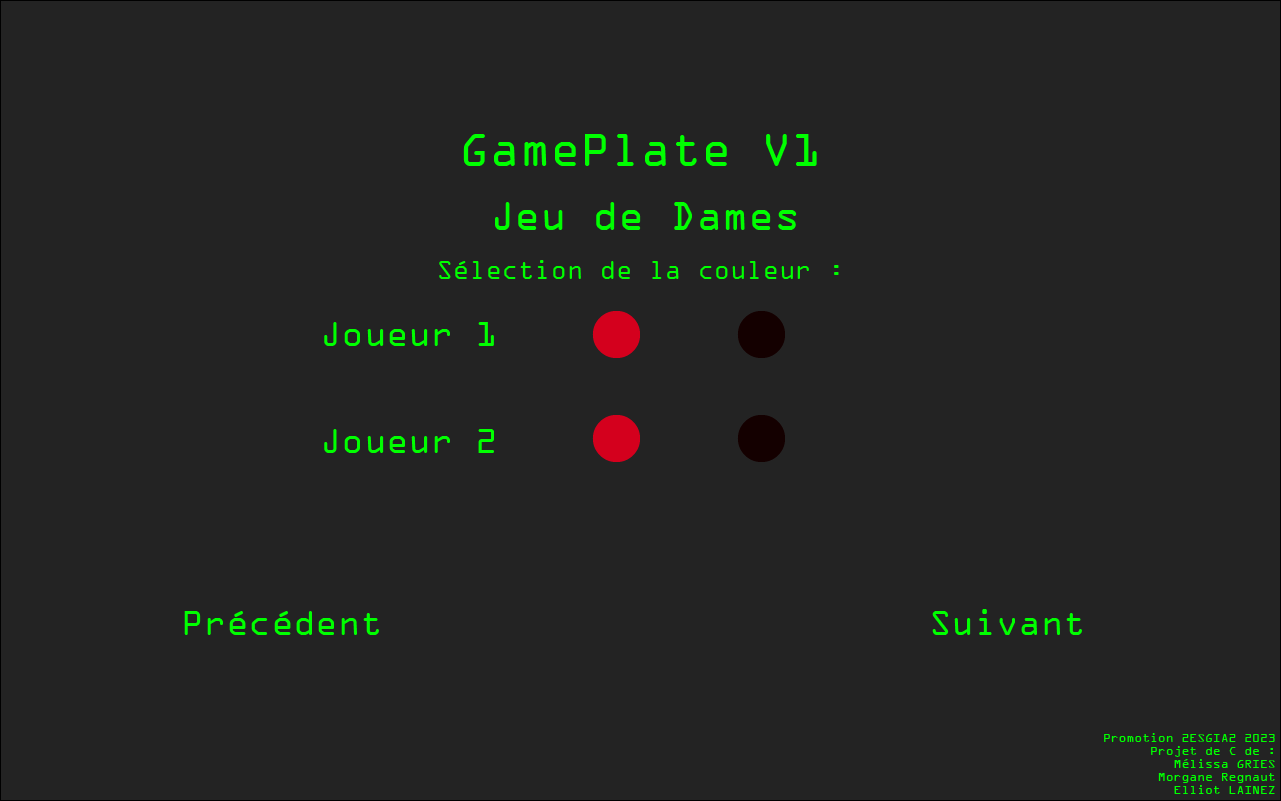 GamePlate V1
Jeu de Dames
Sélection de la couleur :
Joueur 1
Joueur 2
Précédent
Suivant
Promotion 2ESGIA2 2023
Projet de C de :
Mélissa GRIES
Morgane Regnaut
Elliot LAINEZ